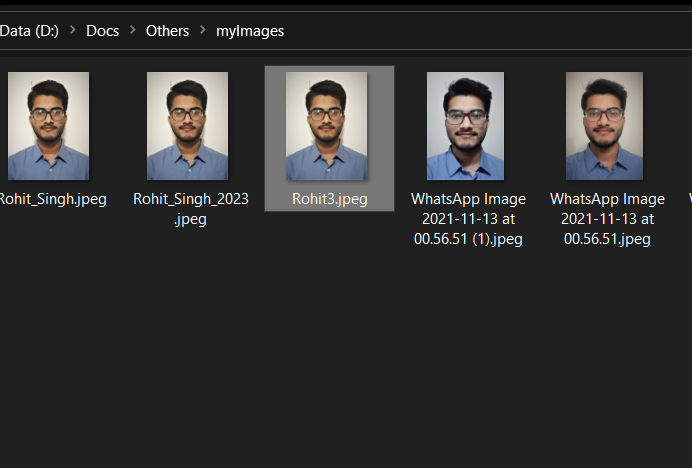 Data (D:) > Docs > Others > myImages
Rohit_Singh.jpeg
Rohit_Singh_2023
.jpeg
Rohit3.jpeg
WhatsApp Image
2021-11-13 at
00.56.51 (1).jpeg
WhatsApp Image
2021-11-13 at
00.56.51.jpeg